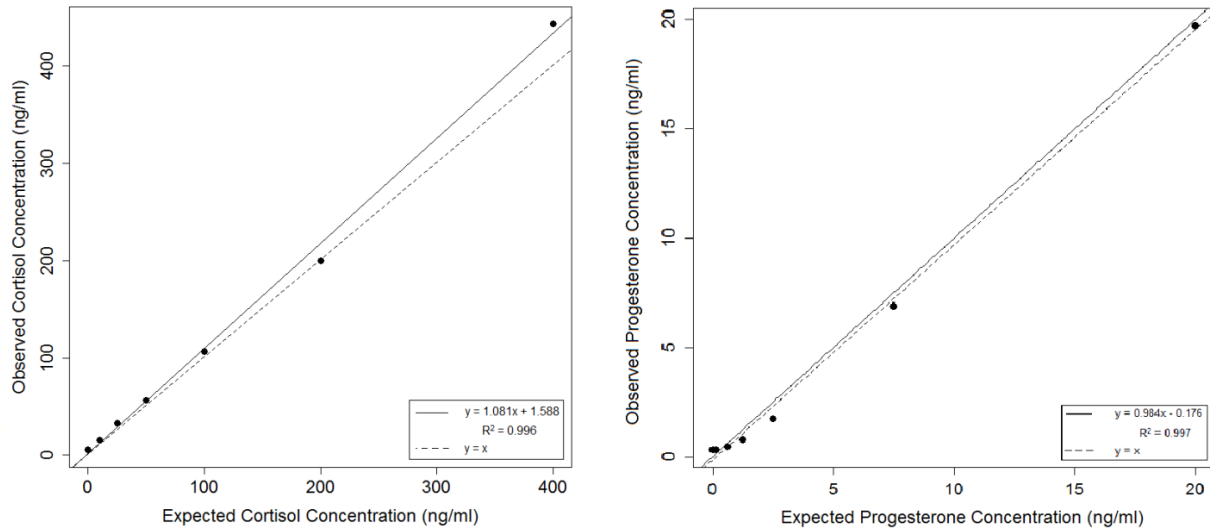 Observed Cortisol Concentration (ng/ml)
400
300
200
100
0
0 100 200 300 400
Expected Cortisol Concentration (ng/ml)
y = 1.081x + 1.588
R² = 0.996
y = x
Observed Progesterone Concentration (ng/ml)
20
15
10
5
0
0 5 10 15 20
Expected Progesterone Concentration (ng/ml)
y = 0.984x - 0.176
R² = 0.997
y = x